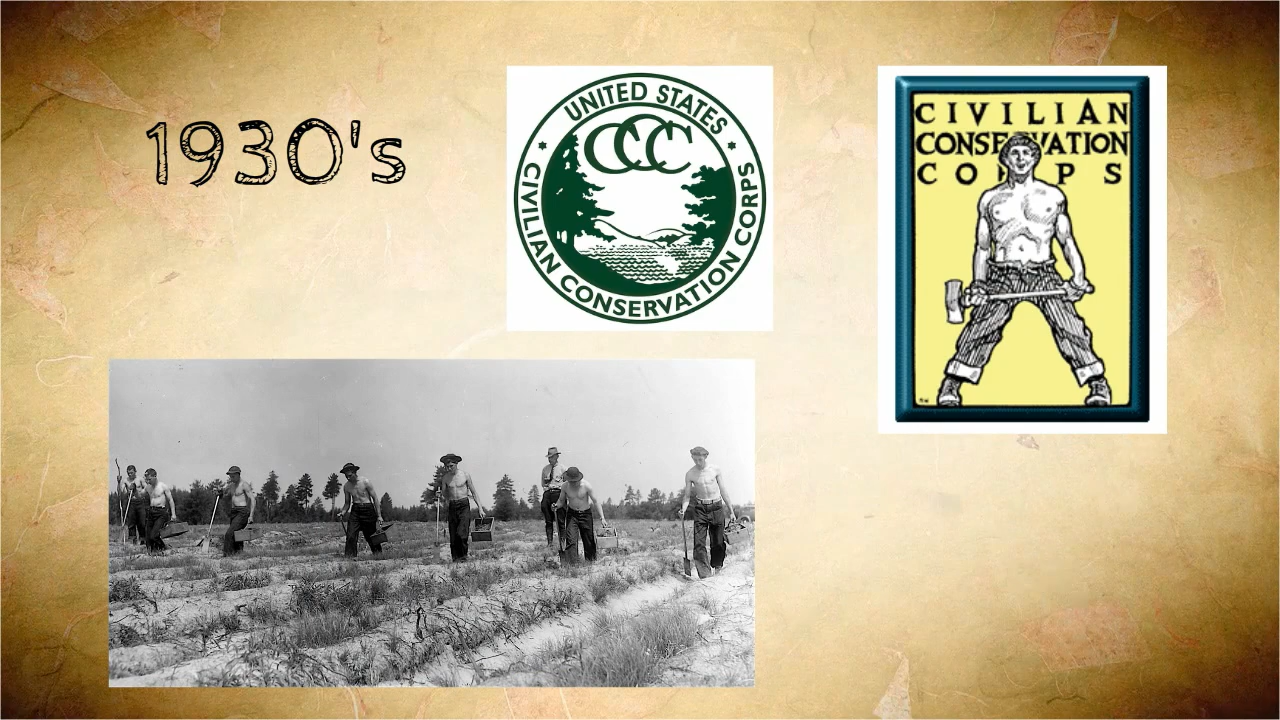 1930's
UNITED STATES
CCC
CIVILIAN CONSERVATION CORPS
CIVILIAN
CONSERVATION
CORPS